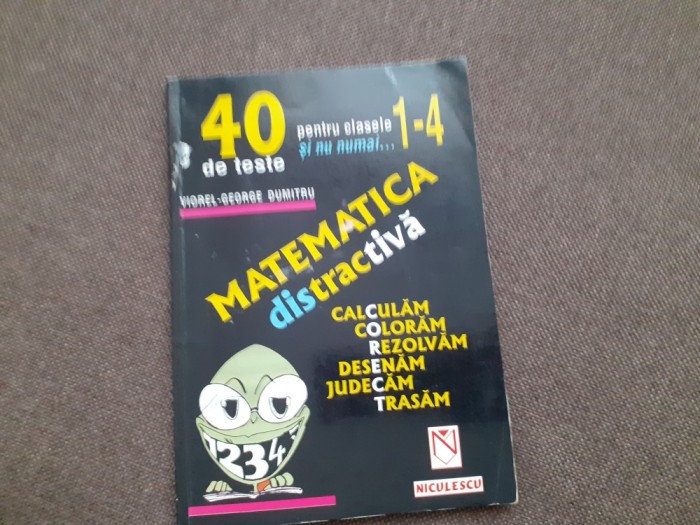 40 de teste
pentru clasele 1-4
și nu numai...
VIOREL-GEORGE DUMITRU
MATEMATICA
distractivă
CALCULĂM
COLORĂM
REZOLVĂM
DESENĂM
JUDECĂM
TRASĂM
1234
N
NICULESCU